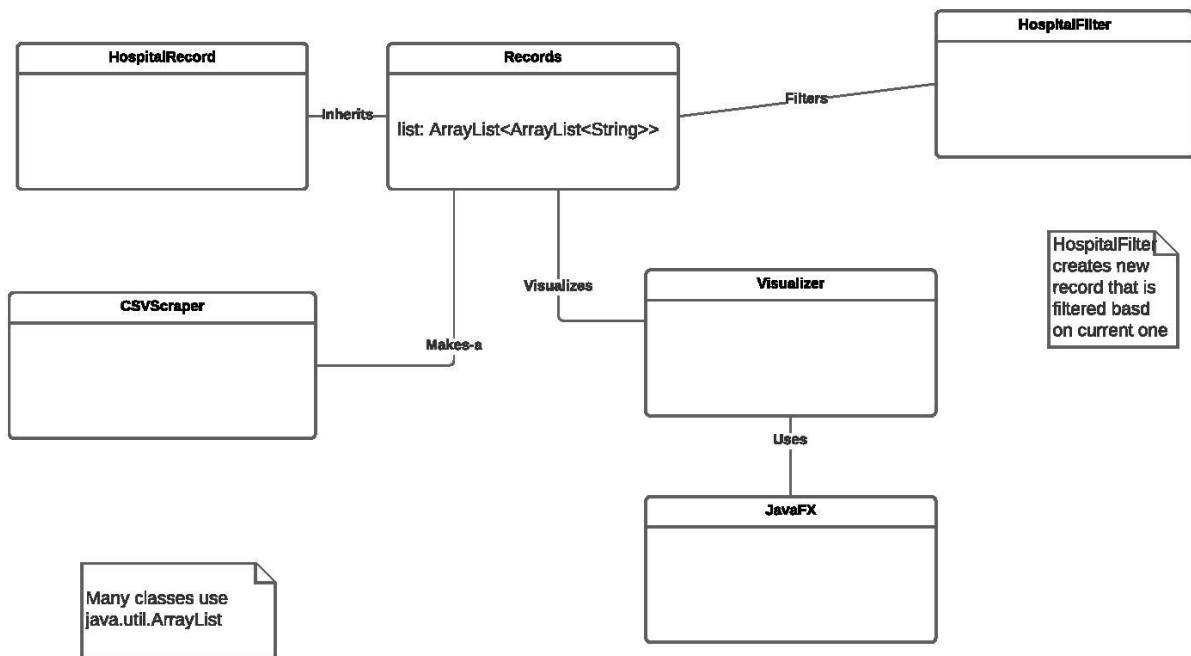 HospitalFilter
HospitalRecord
Records
Inherits
Filters
list: ArrayList<ArrayList<String>>
HospitalFilter
creates new
record that is
filtered basd
on current one
Visualizes
Visualizer
CSVScraper
Makes-a
Uses
JavaFX
Many classes use
java.util.ArrayList